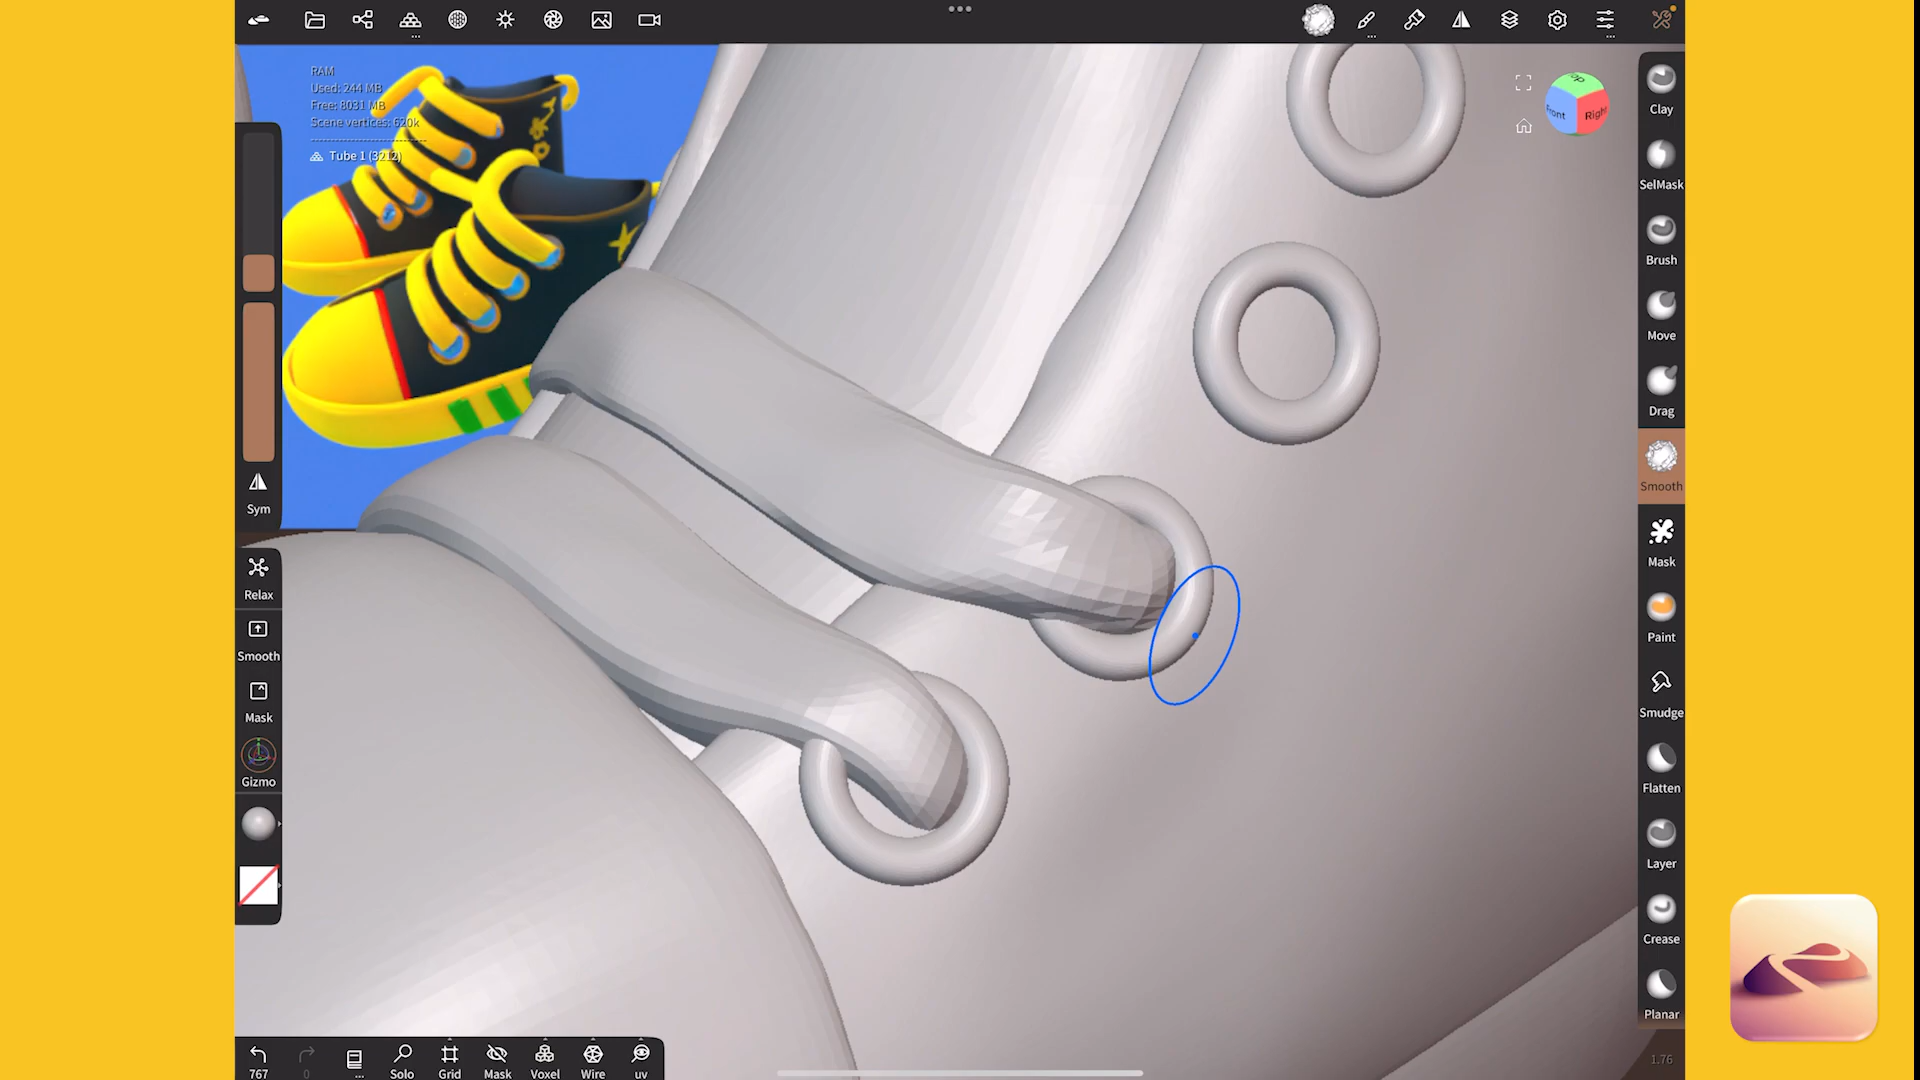 RAM
Used: 244 MB
Free: 8031 MB
Scene vertices: 620k
Tube 1 (3212)
Sym
Relax
Smooth
Mask
Gizmo
767
0
Solo
Grid
Mask
Voxel
Wire
uv
Front
Right
Clay
SelMask
Brush
Move
Drag
Smooth
Mask
Paint
Smudge
Flatten
Layer
Crease
Planar
1.76